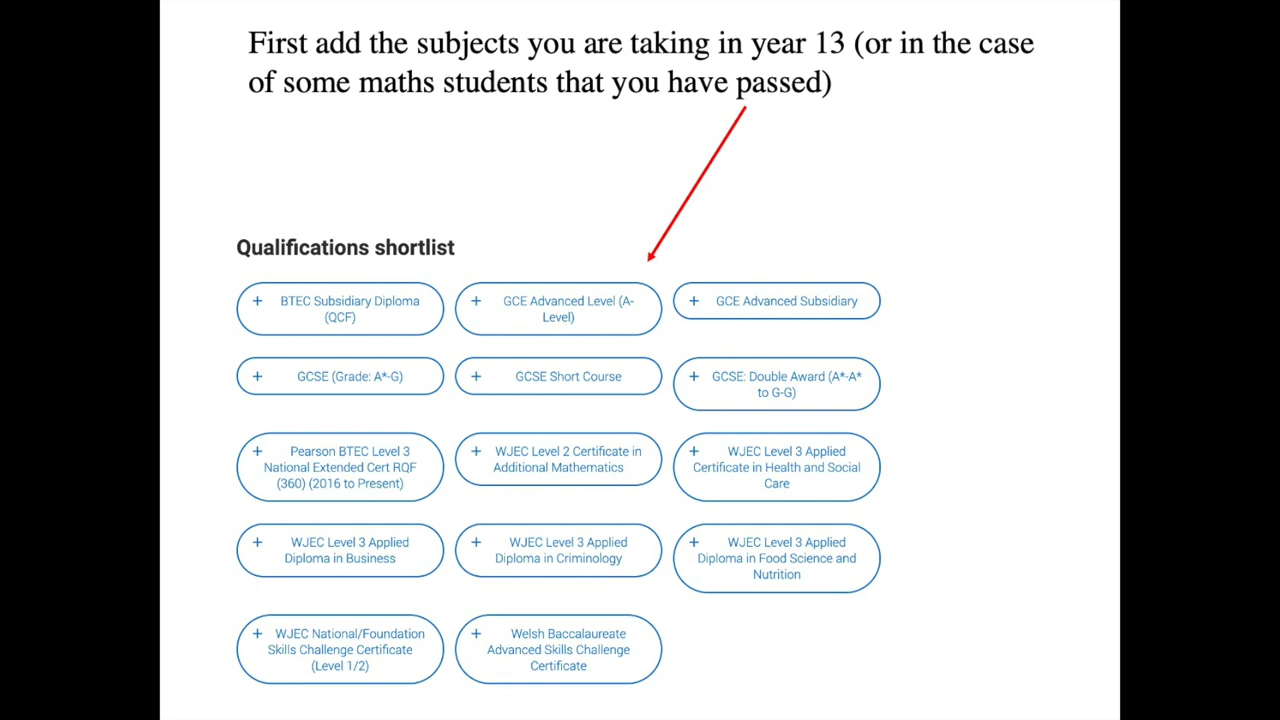 First add the subjects you are taking in year 13 (or in the case
of some maths students that you have passed)
Qualifications shortlist
+ BTEC Subsidiary Diploma
(QCF)
+ GCE Advanced Level (A-
Level)
+ GCE Advanced Subsidiary
+ GCSE (Grade: A*-G)
+ GCSE Short Course
+ GCSE: Double Award (A*-A*
to G-G)
+ Pearson BTEC Level 3
National Extended Cert RQF
(360) (2016 to Present)
+ WJEC Level 2 Certificate in
Additional Mathematics
+ WJEC Level 3 Applied
Certificate in Health and Social
Care
+ WJEC Level 3 Applied
Diploma in Business
+ WJEC Level 3 Applied
Diploma in Criminology
+ WJEC Level 3 Applied
Diploma in Food Science and
Nutrition
+ WJEC National/Foundation
Skills Challenge Certificate
(Level 1/2)
+ Welsh Baccalaureate
Advanced Skills Challenge
Certificate